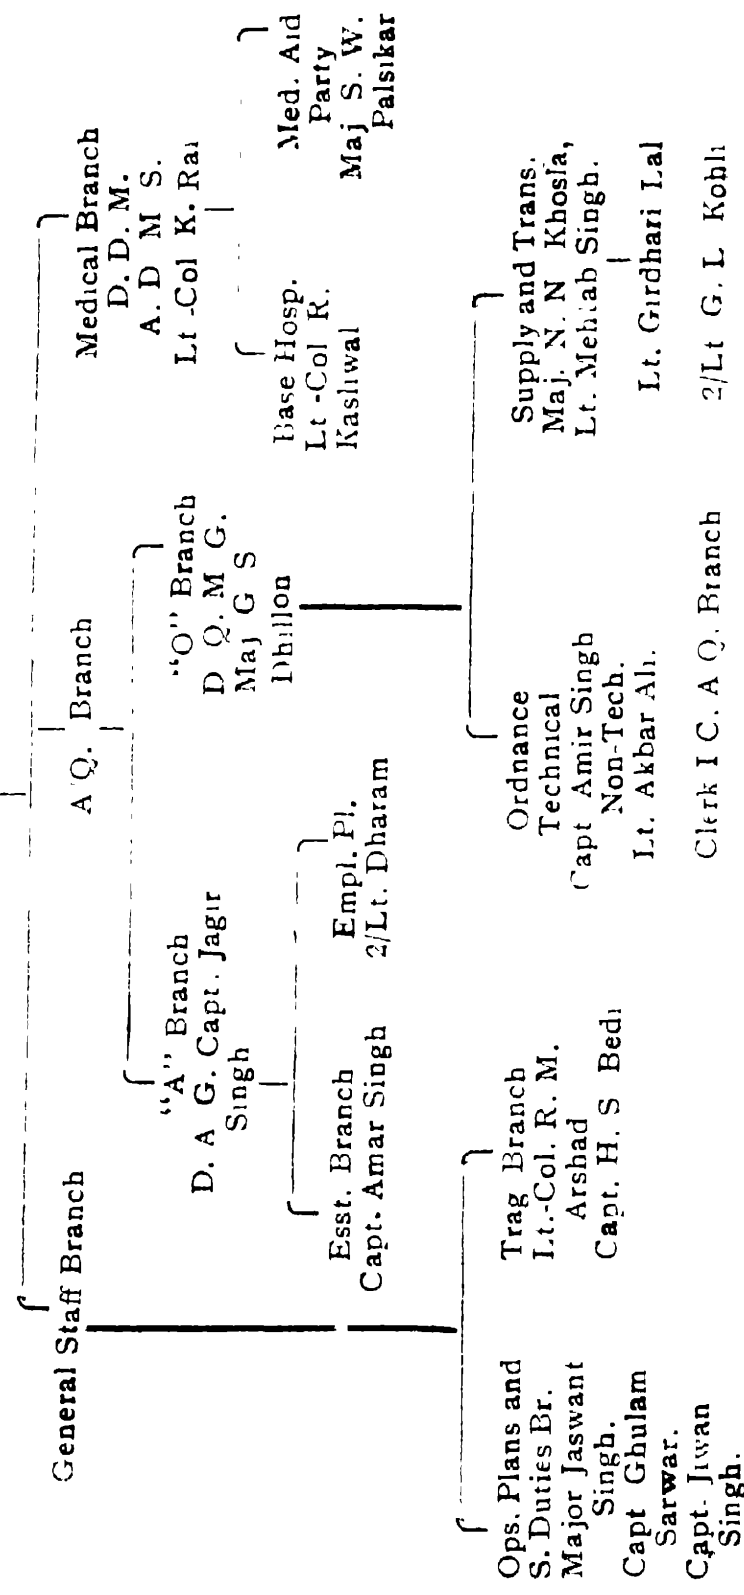 General Staff Branch
A Q. Branch
Medical Branch
D. D. M.
A. D M S.
Lt -Col K. Rai
"A" Branch
D. A G. Capt. Jagir
Singh
"O" Branch
D Q. M G.
Maj G S
Dhillon
Base Hosp.
Lt -Col R.
Kashwal
Med. Aid
Party
Maj S. W.
Palsikar
Esst. Branch
Capt. Amar Singh
Empl. Pl.
2/Lt. Dharam
Ops. Plans and
S. Duties Br.
Major Jaswant
Singh.
Capt Ghulam
Sarwar.
Capt. Jiwan
Singh.
Trag Branch
Lt.-Col. R. M.
Arshad
Capt. H. S Bedi
Ordnance
Technical
Capt Amir Singh
Non-Tech.
Lt. Akbar Ali.
Clerk I C. A Q. Branch
Supply and Trans.
Maj. N. N Khosla,
Lt. Mehtab Singh.
Lt. Girdhari Lal
2/Lt G. L Kohli